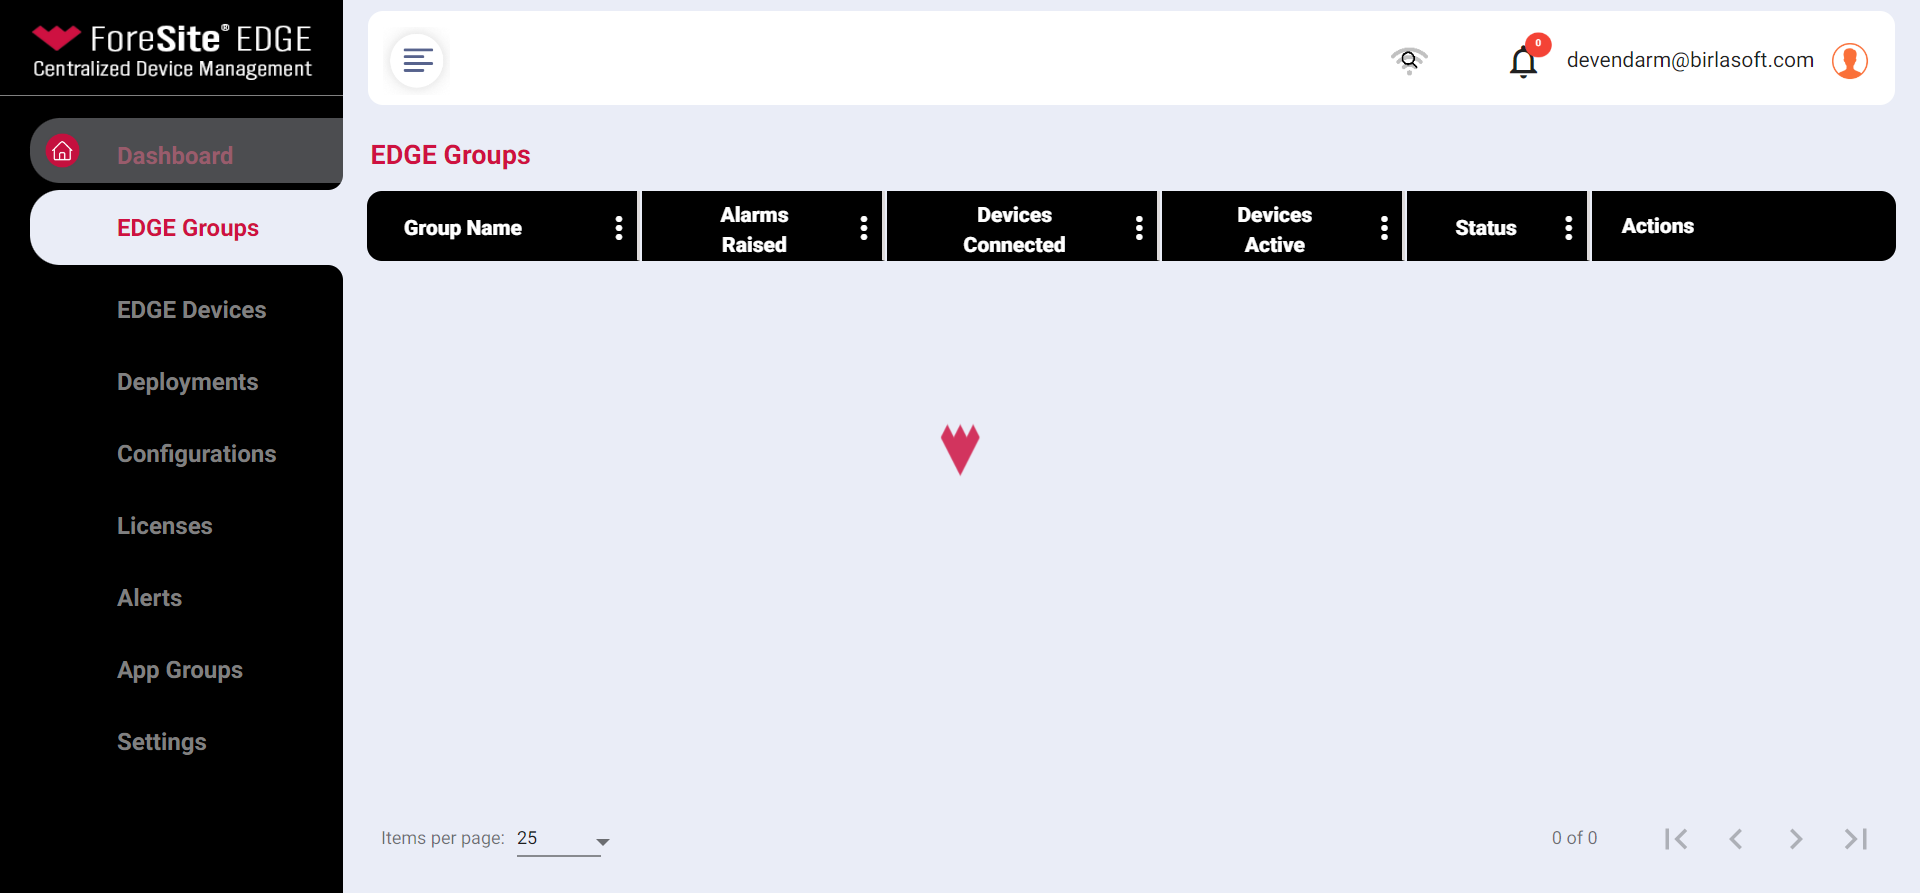 ForeSite® EDGE
Centralized Device Management
0
devendarm@birlasoft.com
Dashboard
EDGE Groups
EDGE Devices
Deployments
Configurations
Licenses
Alerts
App Groups
Settings
EDGE Groups
Group Name
Alarms
Raised
Devices
Connected
Devices
Active
Status
Actions
Items per page: 25
0 of 0